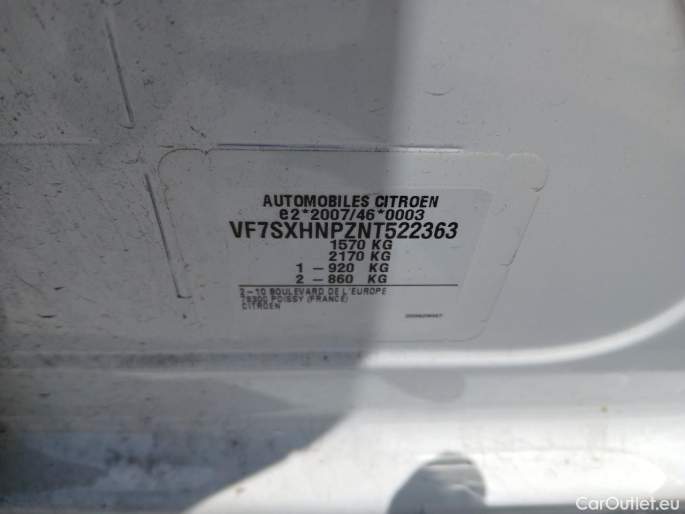 AUTOMOBILES CITROEN
e2*2007/46*0003
VF7SXHNPZNT522363
1570 KG
2170 KG
1 – 920 KG
2 – 860 KG
2–10 BOULEVARD DE L'EUROPE
78300 POISSY (FRANCE)
CITROEN
CarOutlet.eu